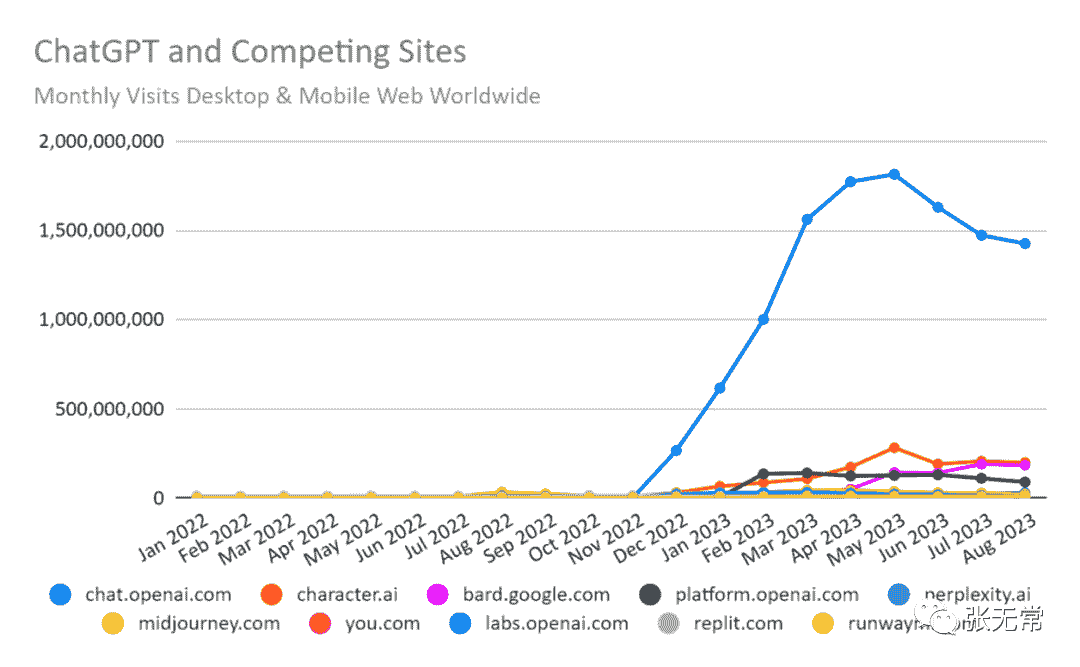 ChatGPT and Competing Sites
Monthly Visits Desktop & Mobile Web Worldwide
2,000,000,000
1,500,000,000
1,000,000,000
500,000,000
0
Jan 2022 Feb 2022 Mar 2022 Apr 2022 May 2022 Jun 2022 Jul 2022 Aug 2022 Sep 2022 Oct 2022 Nov 2022 Dec 2022 Jan 2023 Feb 2023 Mar 2023 Apr 2023 May 2023 Jun 2023 Jul 2023 Aug 2023
chat.openai.com character.ai bard.google.com platform.openai.com perplexity.ai
midjourney.com you.com labs.openai.com replit.com
张无常